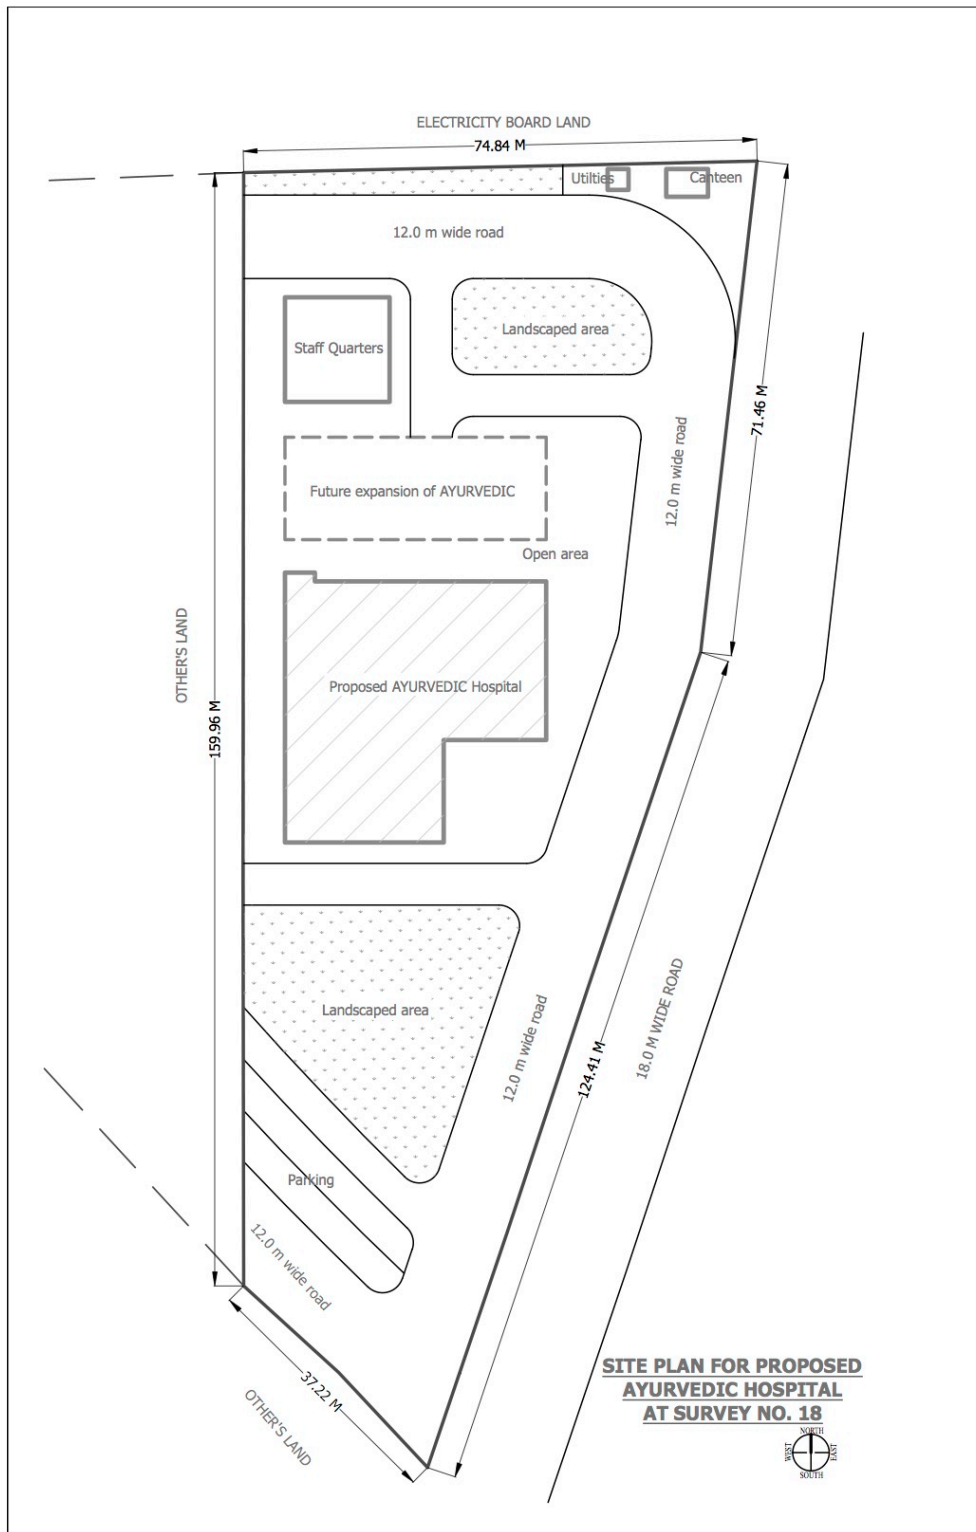 ELECTRICITY BOARD LAND
74.84 M
Utilties
Canteen
12.0 m wide road
Landscaped area
Staff Quarters
71.46 M
12.0 m wide road
Future expansion of AYURVEDIC
Open area
OTHER'S LAND
159.96 M
Proposed AYURVEDIC Hospital
Landscaped area
12.0 m wide road
124.41 M
18.0 M WIDE ROAD
Parking
12.0 m wide road
37.22 M
OTHER'S LAND
SITE PLAN FOR PROPOSED
AYURVEDIC HOSPITAL
AT SURVEY NO. 18
NORTH
WEST
EAST
SOUTH